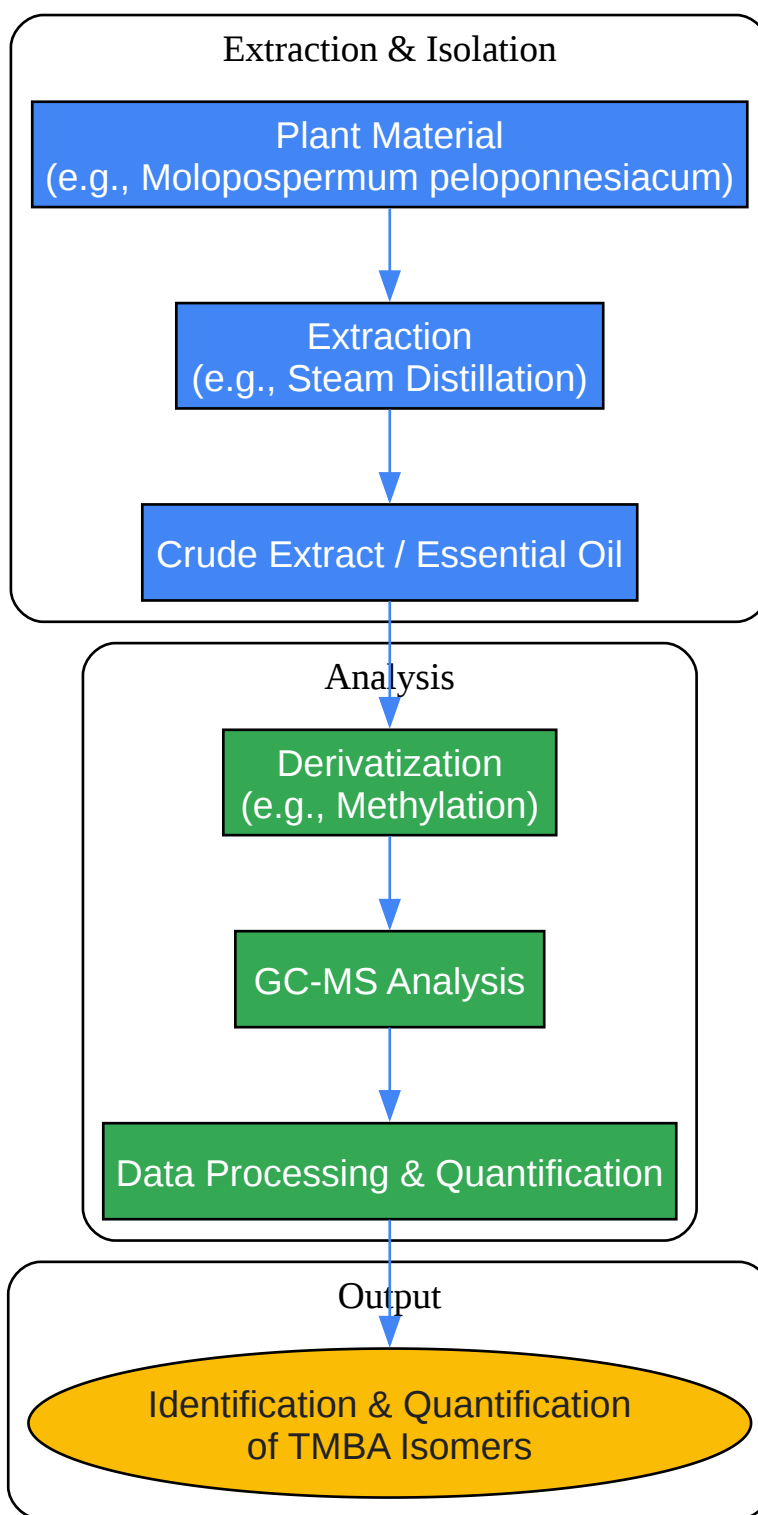 Extraction & Isolation
Plant Material
(e.g., Molopospermum peloponnesiacum)
Extraction
(e.g., Steam Distillation)
Crude Extract / Essential Oil
Analysis
Derivatization
(e.g., Methylation)
GC-MS Analysis
Data Processing & Quantification
Output
Identification & Quantification
of TMBA Isomers